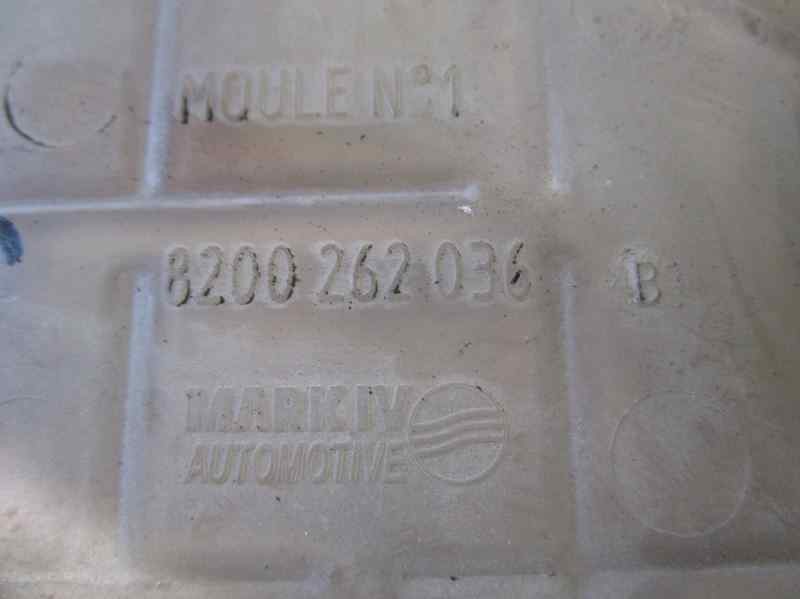 MOULE N°1
8200 262 036 B
MARK IV
AUTOMOTIVE